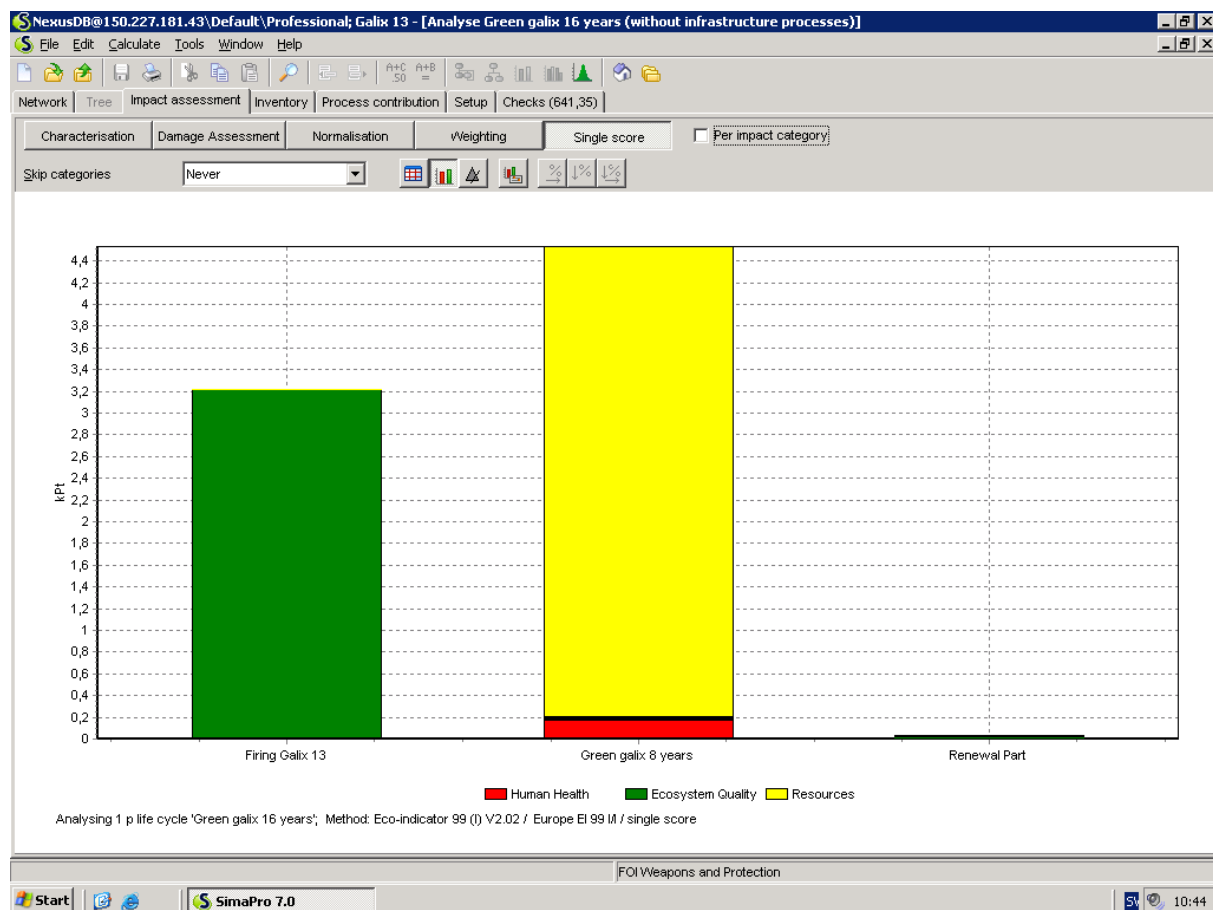 NexusDB@150.227.181.43\Default\Professional; Galix 13 - [Analyse Green galix 16 years (without infrastructure processes)]
File Edit Calculate Tools Window Help
A+C 50 A+B =
Network Tree Impact assessment Inventory Process contribution Setup Checks (641,35)
Characterisation Damage Assessment Normalisation Weighting Single score Per impact category
Skip categories Never
4,4
4,2
4
3,8
3,6
3,4
3,2
3
2,8
2,6
2,4
2,2
2
1,8
1,6
1,4
1,2
1
0,8
0,6
0,4
0,2
0
kPt
Firing Galix 13 Green galix 8 years Renewal Part
Human Health Ecosystem Quality Resources
Analysing 1 p life cycle 'Green galix 16 years'; Method: Eco-indicator 99 (I) V2.02 / Europe EI 99 I/I / single score
FOI Weapons and Protection
Start SimaPro 7.0 SV 10:44